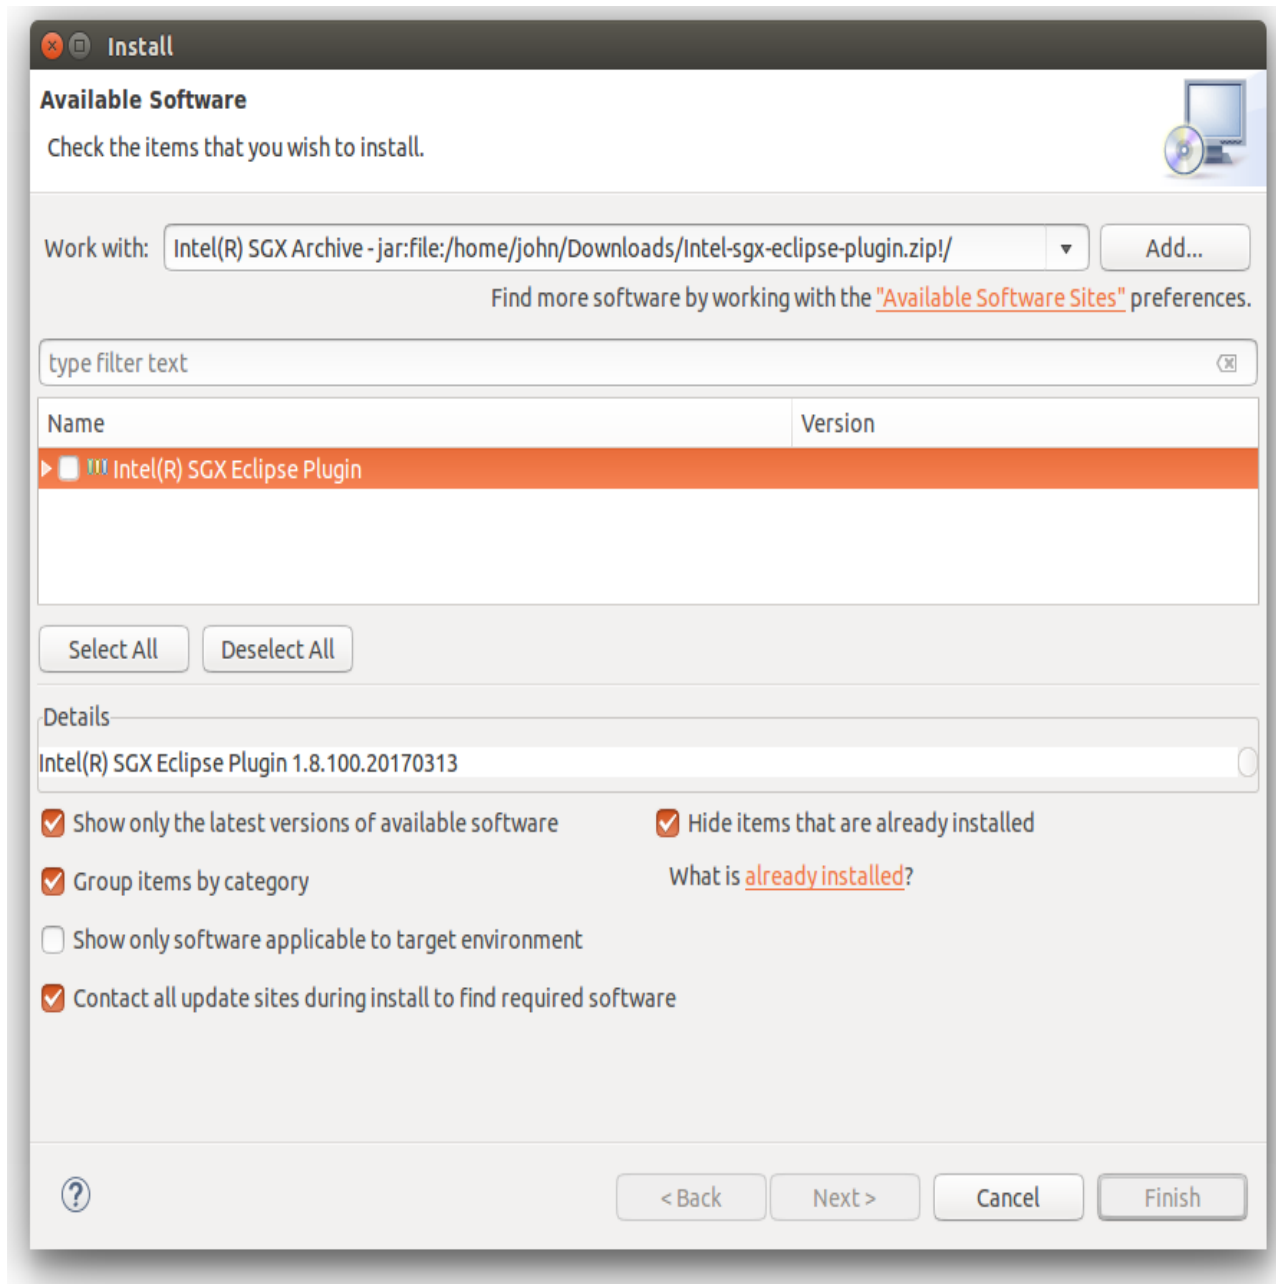 Install
Available Software
Check the items that you wish to install.
Work with: Intel(R) SGX Archive - jar:file:/home/john/Downloads/Intel-sgx-eclipse-plugin.zip!/ Add...
Find more software by working with the "Available Software Sites" preferences.
type filter text
Name Version
Intel(R) SGX Eclipse Plugin
Select All Deselect All
Details
Intel(R) SGX Eclipse Plugin 1.8.100.20170313
Show only the latest versions of available software Hide items that are already installed
Group items by category What is already installed?
Show only software applicable to target environment
Contact all update sites during install to find required software
? < Back Next > Cancel Finish